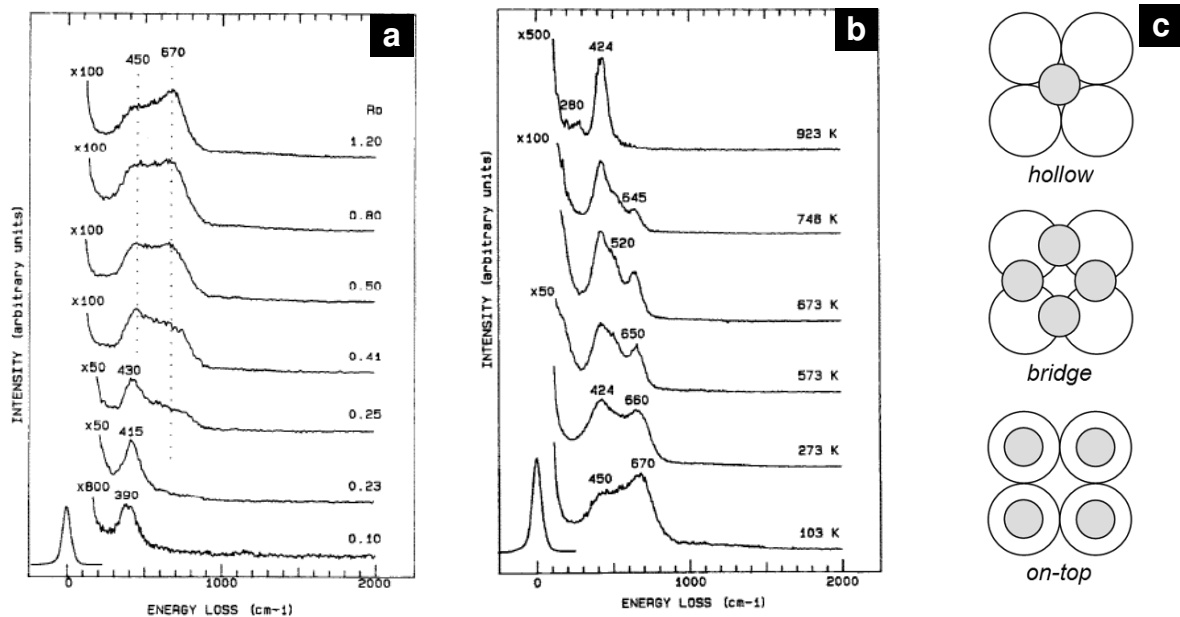 a
450
670
x100
Ro
1.20
x100
0.80
x100
0.50
x100
0.41
x50
430
0.25
x50
415
0.23
x800
390
0.10
INTENSITY (arbitrary units)
0
1000
2000
ENERGY LOSS (cm-1)
b
x500
424
280
923 K
x100
645
748 K
520
673 K
x50
650
573 K
424
660
273 K
450
670
103 K
INTENSITY (arbitrary units)
0
1000
2000
ENERGY LOSS (cm-1)
c
hollow
bridge
on-top